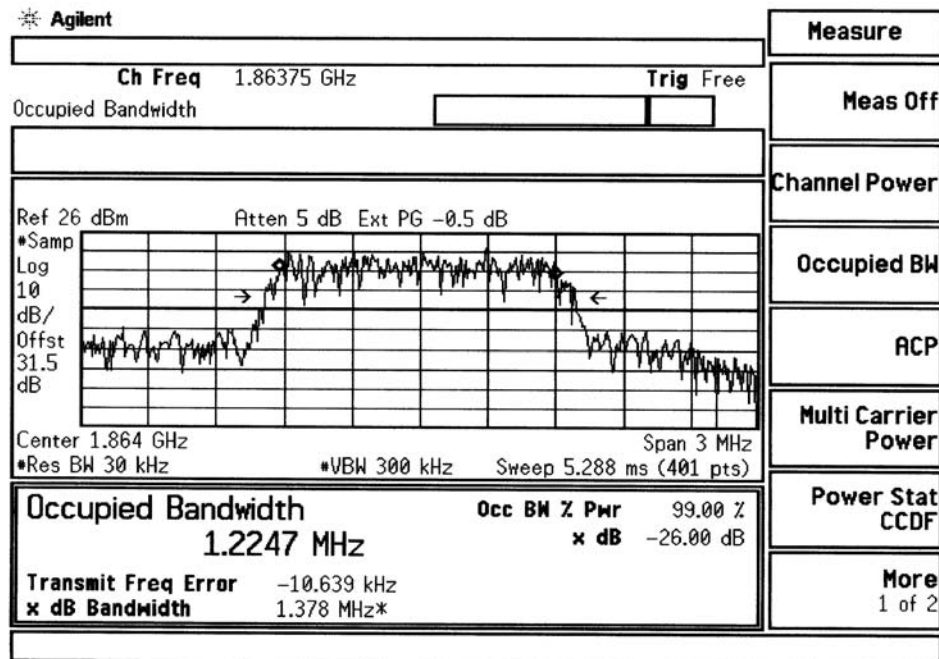 Agilent
Measure
Ch Freq 1.86375 GHz Trig Free
Occupied Bandwidth
Meas Off
Channel Power
Ref 26 dBm Atten 5 dB Ext PG -0.5 dB
#Samp
Log
10
dB/
Offst
31.5
dB
Occupied BW
ACP
Center 1.864 GHz Span 3 MHz
#Res BW 30 kHz #VBW 300 kHz Sweep 5.288 ms (401 pts)
Multi Carrier
Power
Occupied Bandwidth Occ BW % Pwr 99.00 %
1.2247 MHz x dB -26.00 dB
Power Stat
CCDF
Transmit Freq Error -10.639 kHz
x dB Bandwidth 1.378 MHz*
More
1 of 2